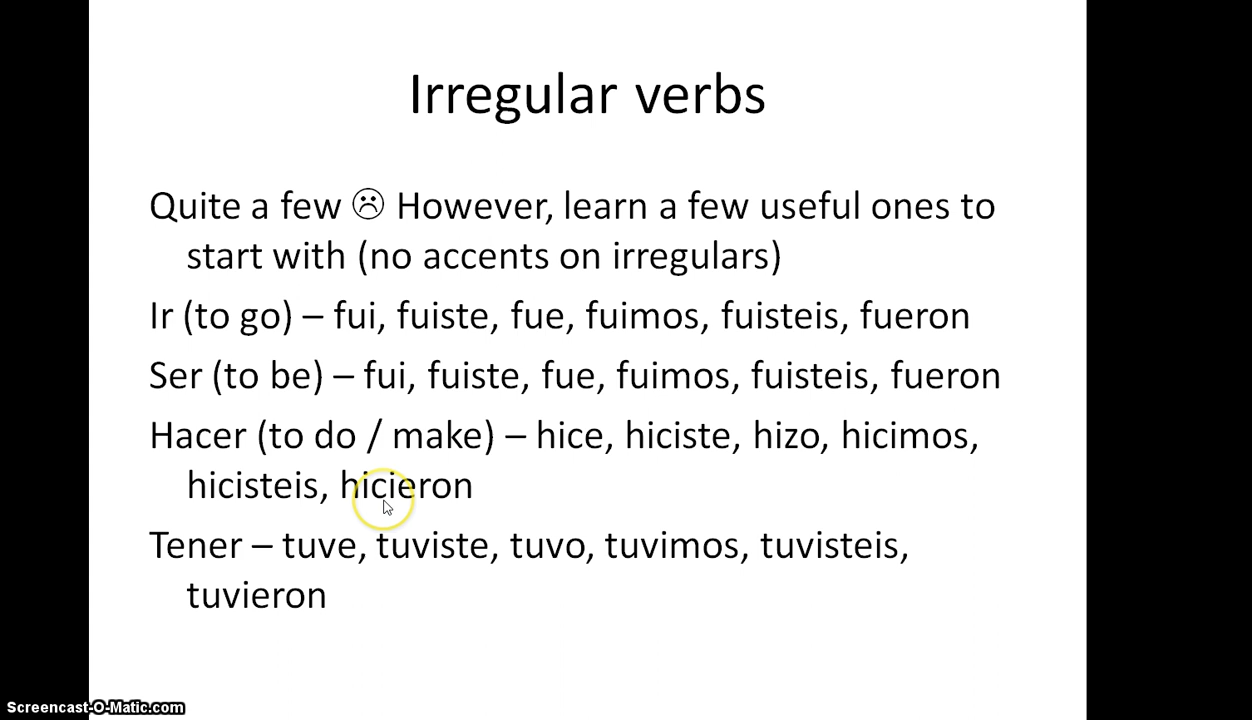 Irregular verbs
Quite a few ☹ However, learn a few useful ones to
start with (no accents on irregulars)
Ir (to go) – fui, fuiste, fue, fuimos, fuisteis, fueron
Ser (to be) – fui, fuiste, fue, fuimos, fuisteis, fueron
Hacer (to do / make) – hice, hiciste, hizo, hicimos,
hicisteis, hicieron
Tener – tuve, tuviste, tuvo, tuvimos, tuvisteis,
tuvieron
Screencast-O-Matic.com